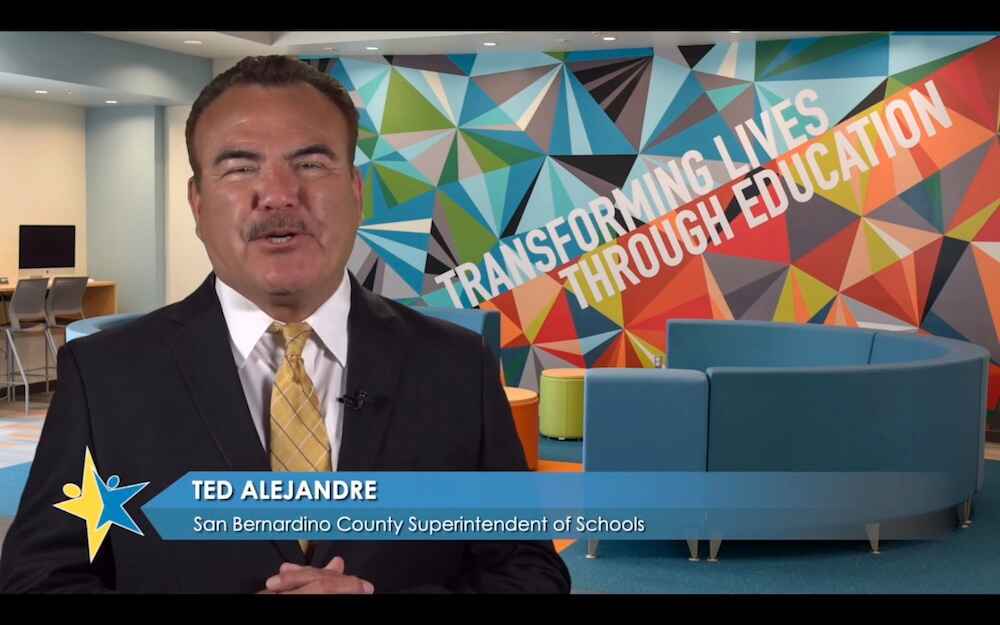 TRANSFORMING LIVES
THROUGH EDUCATION
TED ALEJANDRE
San Bernardino County Superintendent of Schools